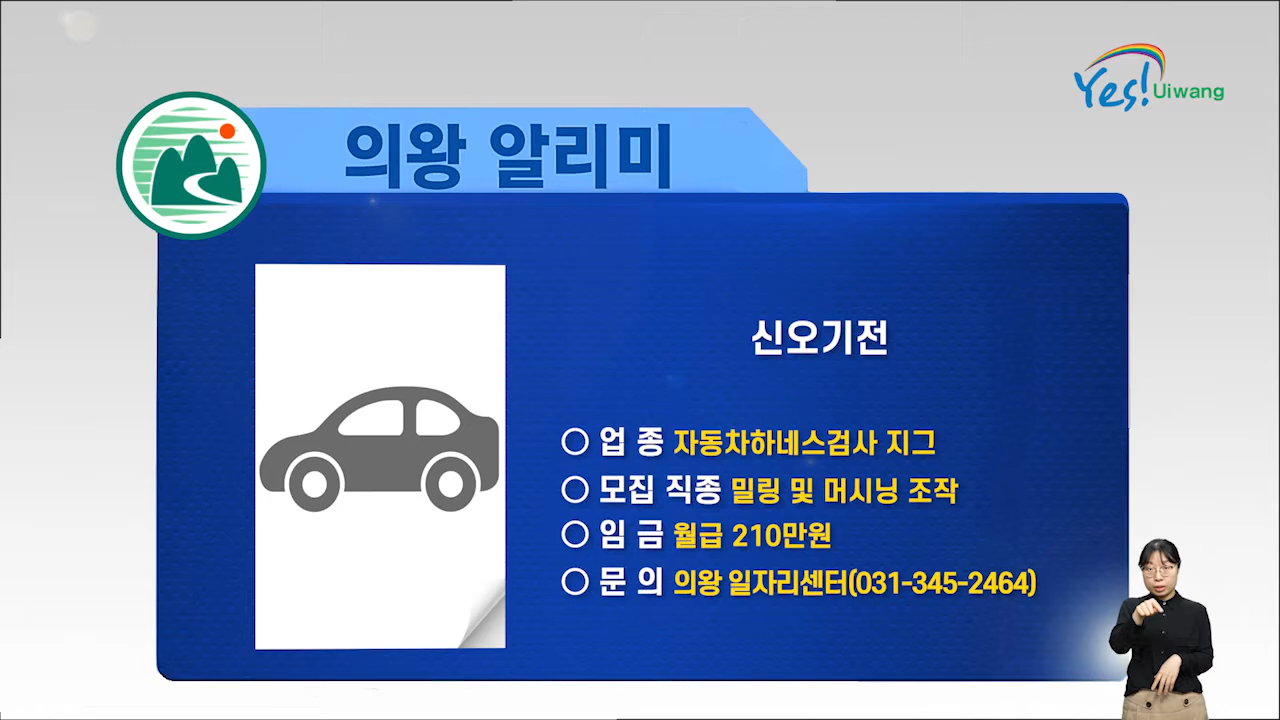 Yes! Uiwang
의왕 알리미
신오기전
○ 업 종 자동차하네스검사 지그
○ 모집 직종 밀링 및 머시닝 조작
○ 임 금 월급 210만원
○ 문 의 의왕 일자리센터(031-345-2464)